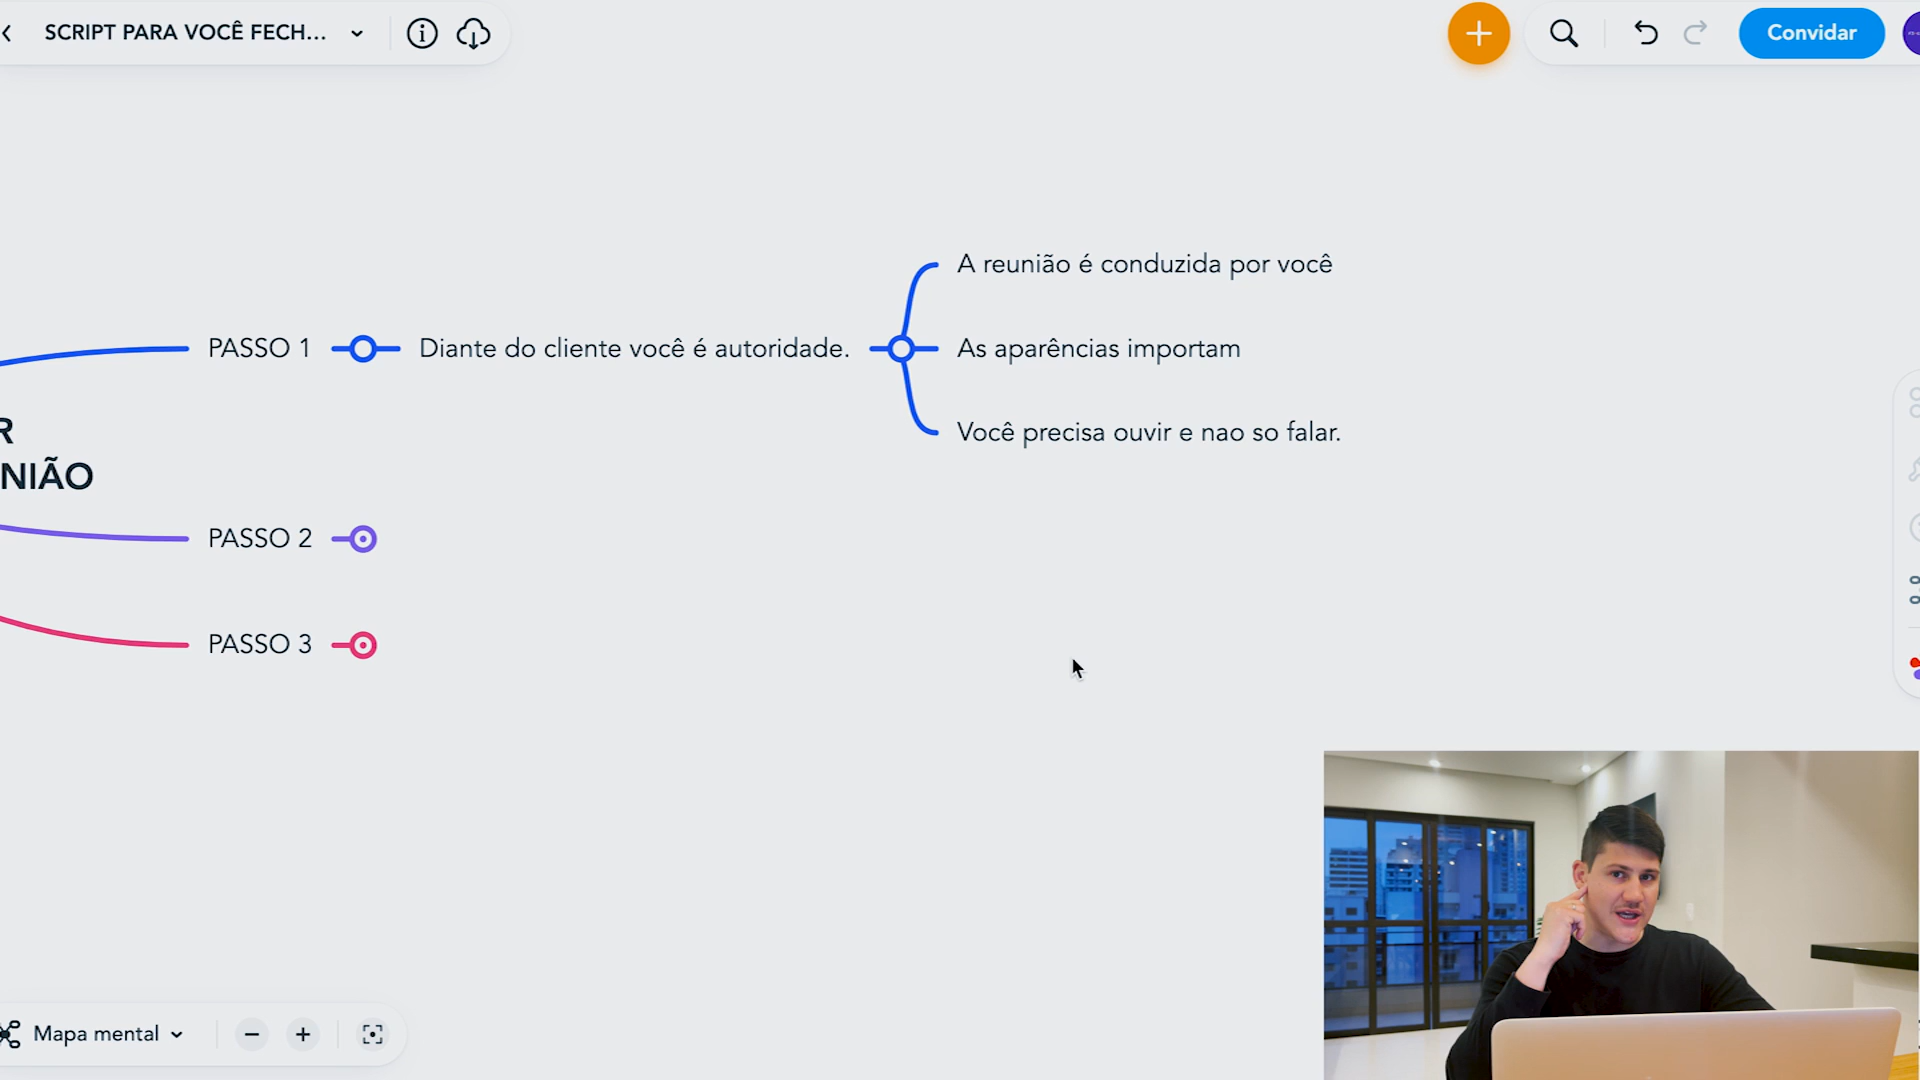 SCRIPT PARA VOCÊ FECH...
Convidar
A reunião é conduzida por você
PASSO 1
Diante do cliente você é autoridade.
As aparências importam
Você precisa ouvir e nao so falar.
R
NIÃO
PASSO 2
PASSO 3
Mapa mental